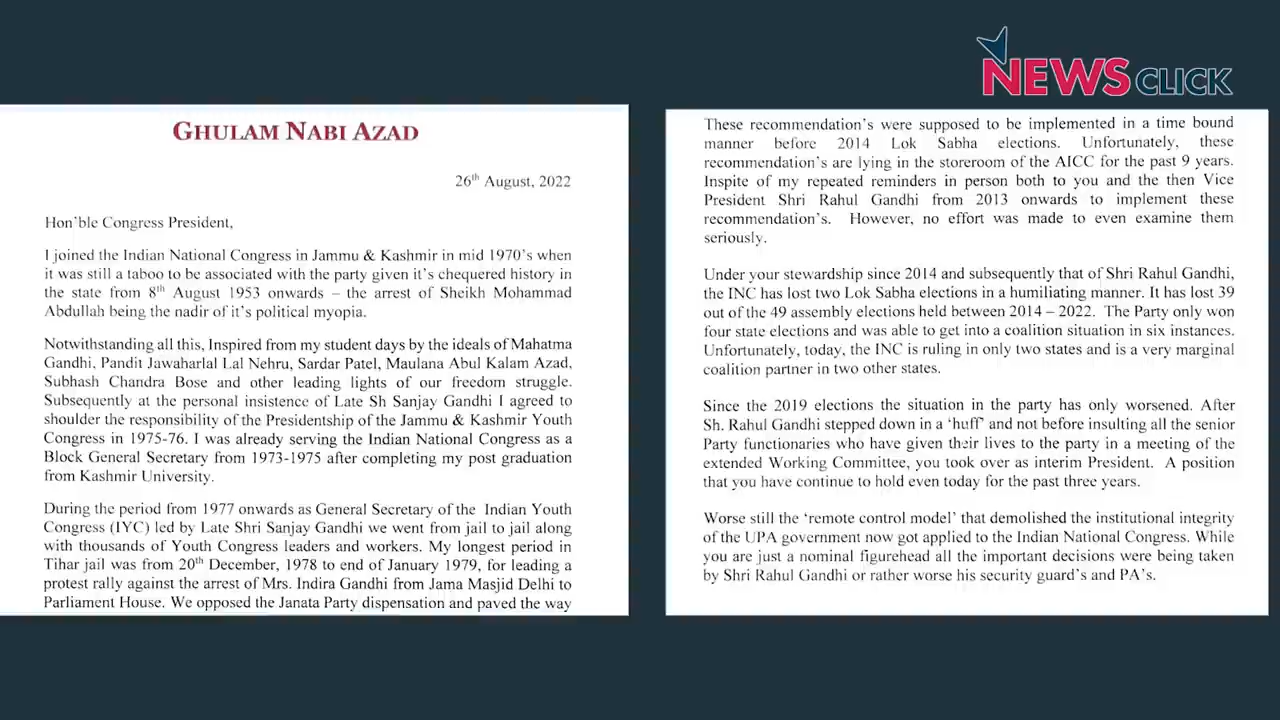 NEWSCLICK
GHULAM NABI AZAD
26th August, 2022
Hon'ble Congress President,
I joined the Indian National Congress in Jammu & Kashmir in mid 1970's when
it was still a taboo to be associated with the party given it's chequered history in
the state from 8th August 1953 onwards – the arrest of Sheikh Mohammad
Abdullah being the nadir of it's political myopia.
Notwithstanding all this, Inspired from my student days by the ideals of Mahatma
Gandhi, Pandit Jawaharlal Lal Nehru, Sardar Patel, Maulana Abul Kalam Azad,
Subhash Chandra Bose and other leading lights of our freedom struggle.
Subsequently at the personal insistence of Late Sh Sanjay Gandhi I agreed to
shoulder the responsibility of the Presidentship of the Jammu & Kashmir Youth
Congress in 1975-76. I was already serving the Indian National Congress as a
Block General Secretary from 1973-1975 after completing my post graduation
from Kashmir University.
During the period from 1977 onwards as General Secretary of the Indian Youth
Congress (IYC) led by Late Shri Sanjay Gandhi we went from jail to jail along
with thousands of Youth Congress leaders and workers. My longest period in
Tihar jail was from 20th December, 1978 to end of January 1979, for leading a
protest rally against the arrest of Mrs. Indira Gandhi from Jama Masjid Delhi to
Parliament House. We opposed the Janata Party dispensation and paved the way
These recommendation's were supposed to be implemented in a time bound
manner before 2014 Lok Sabha elections. Unfortunately, these
recommendation's are lying in the storeroom of the AICC for the past 9 years.
Inspite of my repeated reminders in person both to you and the then Vice
President Shri Rahul Gandhi from 2013 onwards to implement these
recommendation's. However, no effort was made to even examine them
seriously.
Under your stewardship since 2014 and subsequently that of Shri Rahul Gandhi,
the INC has lost two Lok Sabha elections in a humiliating manner. It has lost 39
out of the 49 assembly elections held between 2014 – 2022. The Party only won
four state elections and was able to get into a coalition situation in six instances.
Unfortunately, today, the INC is ruling in only two states and is a very marginal
coalition partner in two other states.
Since the 2019 elections the situation in the party has only worsened. After
Sh. Rahul Gandhi stepped down in a 'huff' and not before insulting all the senior
Party functionaries who have given their lives to the party in a meeting of the
extended Working Committee, you took over as interim President. A position
that you have continue to hold even today for the past three years.
Worse still the 'remote control model' that demolished the institutional integrity
of the UPA government now got applied to the Indian National Congress. While
you are just a nominal figurehead all the important decisions were being taken
by Shri Rahul Gandhi or rather worse his security guard's and PA's.